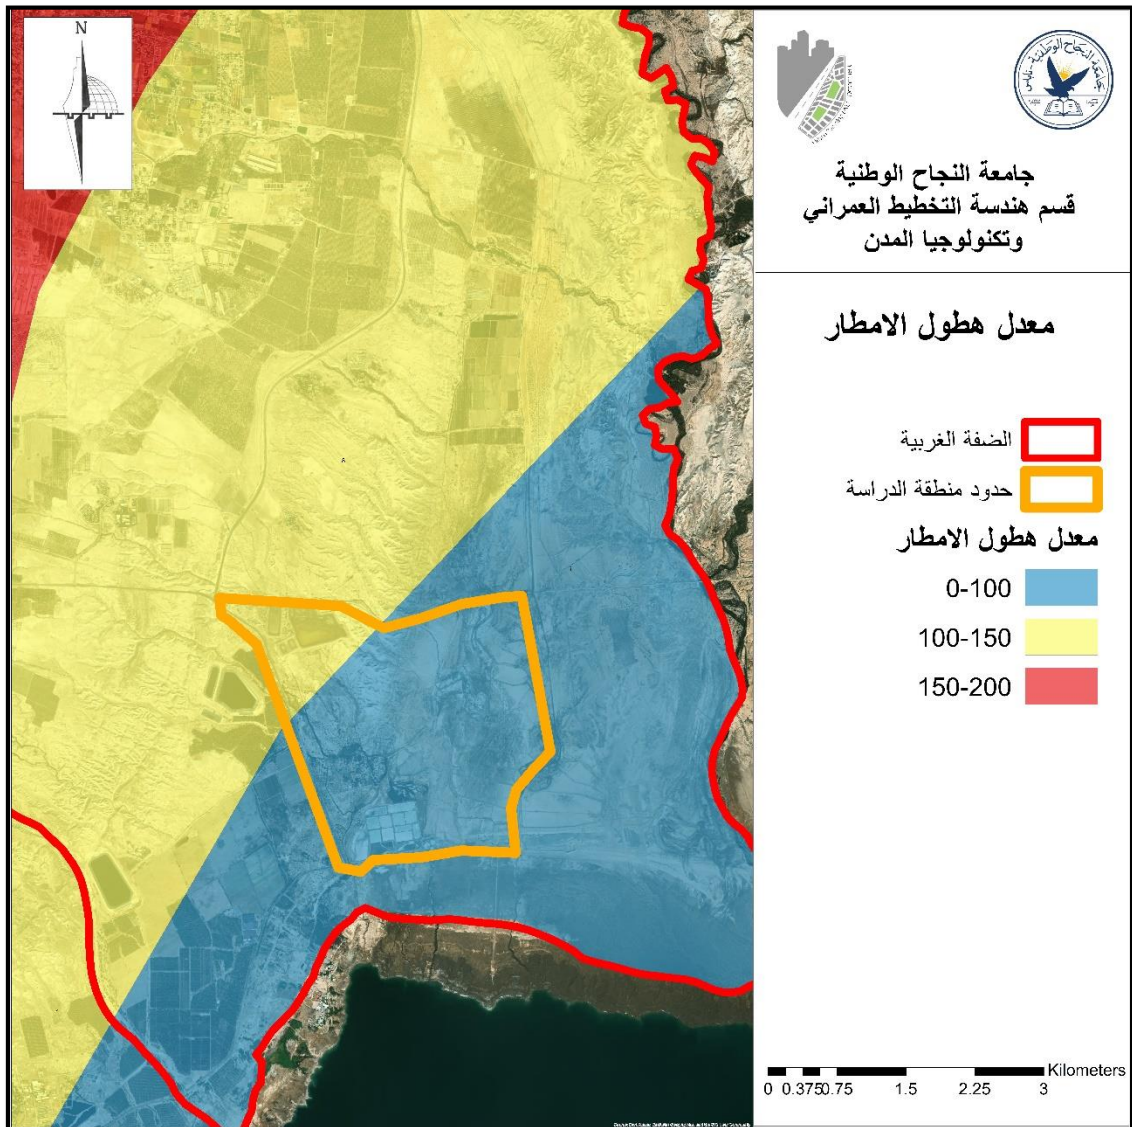 N
جامعة النجاح الوطنية
قسم هندسة التخطيط العمراني
وتكنولوجيا المدن
معدل هطول الامطار
الضفة الغربية
حدود منطقة الدراسة
معدل هطول الامطار
0-100
100-150
150-200
Kilometers
0 0.375 0.75 1.5 2.25 3